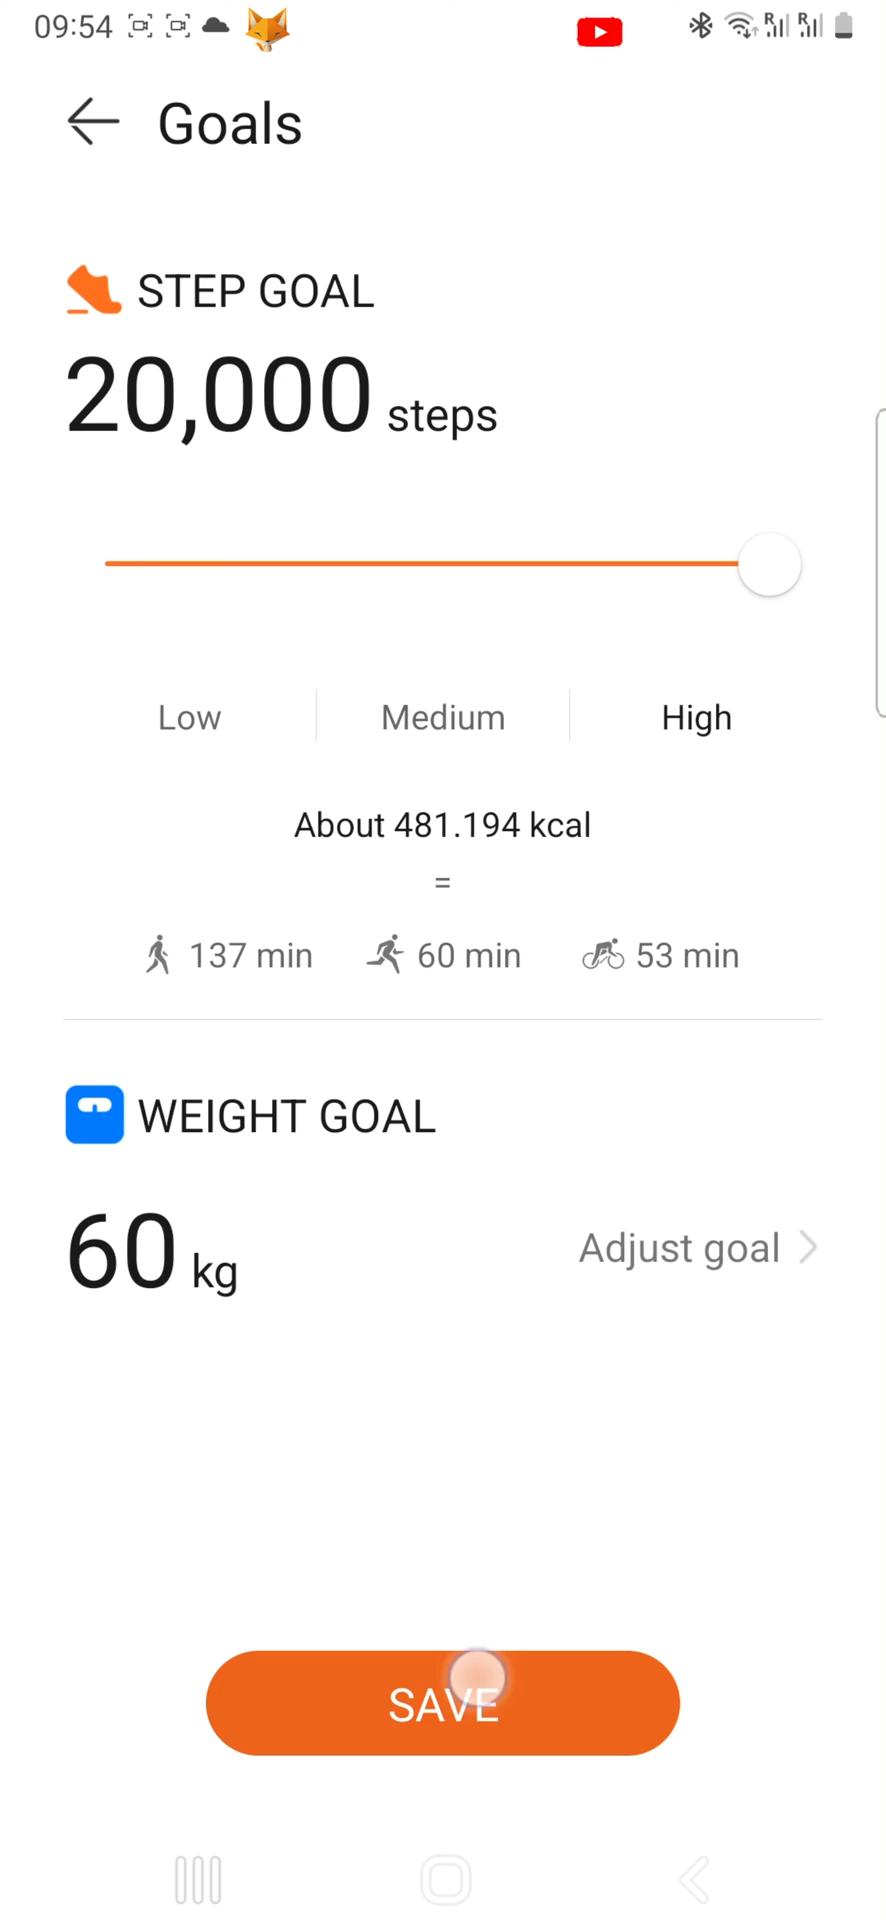 09:54
Goals
STEP GOAL
20,000 steps
Low Medium High
About 481.194 kcal
=
137 min 60 min 53 min
WEIGHT GOAL
60 kg Adjust goal
SAVE